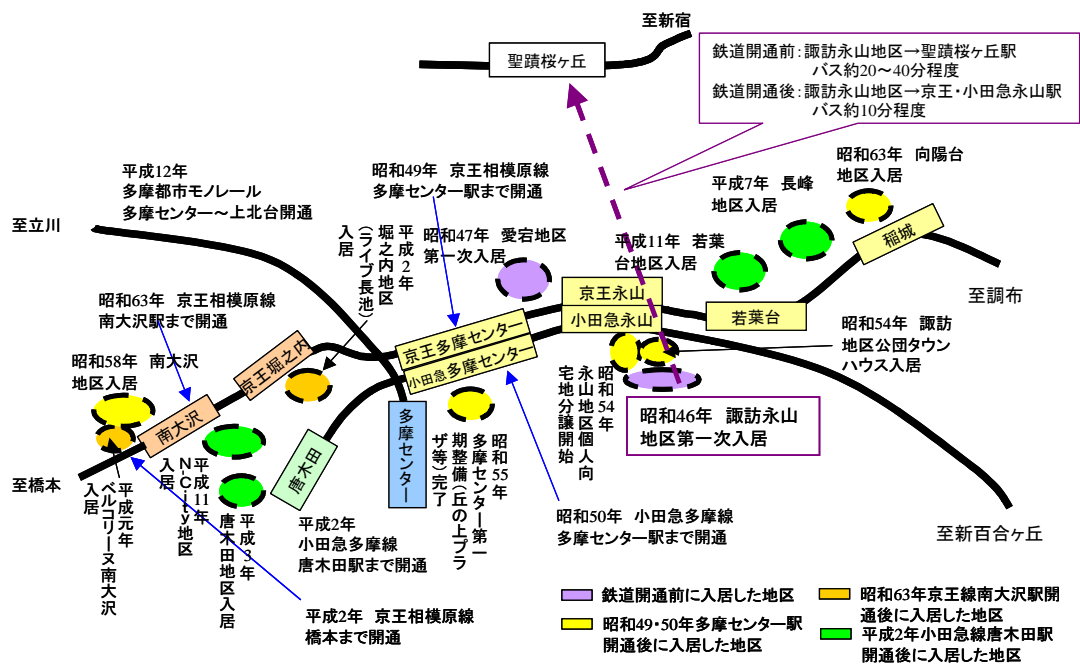 至新宿
聖蹟桜ヶ丘
鉄道開通前：諏訪永山地区→聖蹟桜ヶ丘駅
バス約20～40分程度
鉄道開通後：諏訪永山地区→京王・小田急永山駅
バス約10分程度
平成12年
多摩都市モノレール
多摩センター～上北台開通
昭和49年　京王相模原線
多摩センター駅まで開通
昭和63年　向陽台
地区入居
平成7年　長峰
地区入居
至立川
平成2年
堀之内地区
（ライブ長池）
入居
昭和47年　愛宕地区
第一次入居
平成11年　若葉
台地区入居
稲城
至調布
昭和63年　京王相模原線
南大沢駅まで開通
京王永山
小田急永山
若葉台
京王多摩センター
小田急多摩センター
昭和54年　諏訪
地区公団タウン
ハウス入居
昭和58年　南大沢
地区入居
京王堀之内
南大沢
昭和54年
永山地区個人向
宅地分譲開始
昭和46年　諏訪永山
地区第一次入居
多摩センター
唐木田
昭和55年
多摩センター第一
期整備（丘の上プラ
ザ等）完了
至橋本
平成元年
ベルコリーヌ南大沢
入居
平成11年
N-City地区
入居
平成3年
唐木田地区入居
平成2年
小田急多摩線
唐木田駅まで開通
昭和50年　小田急多摩線
多摩センター駅まで開通
至新百合ヶ丘
平成2年　京王相模原線
橋本まで開通
鉄道開通前に入居した地区
昭和49・50年多摩センター駅
開通後に入居した地区
昭和63年京王線南大沢駅開
通後に入居した地区
平成2年小田急線唐木田駅
開通後に入居した地区